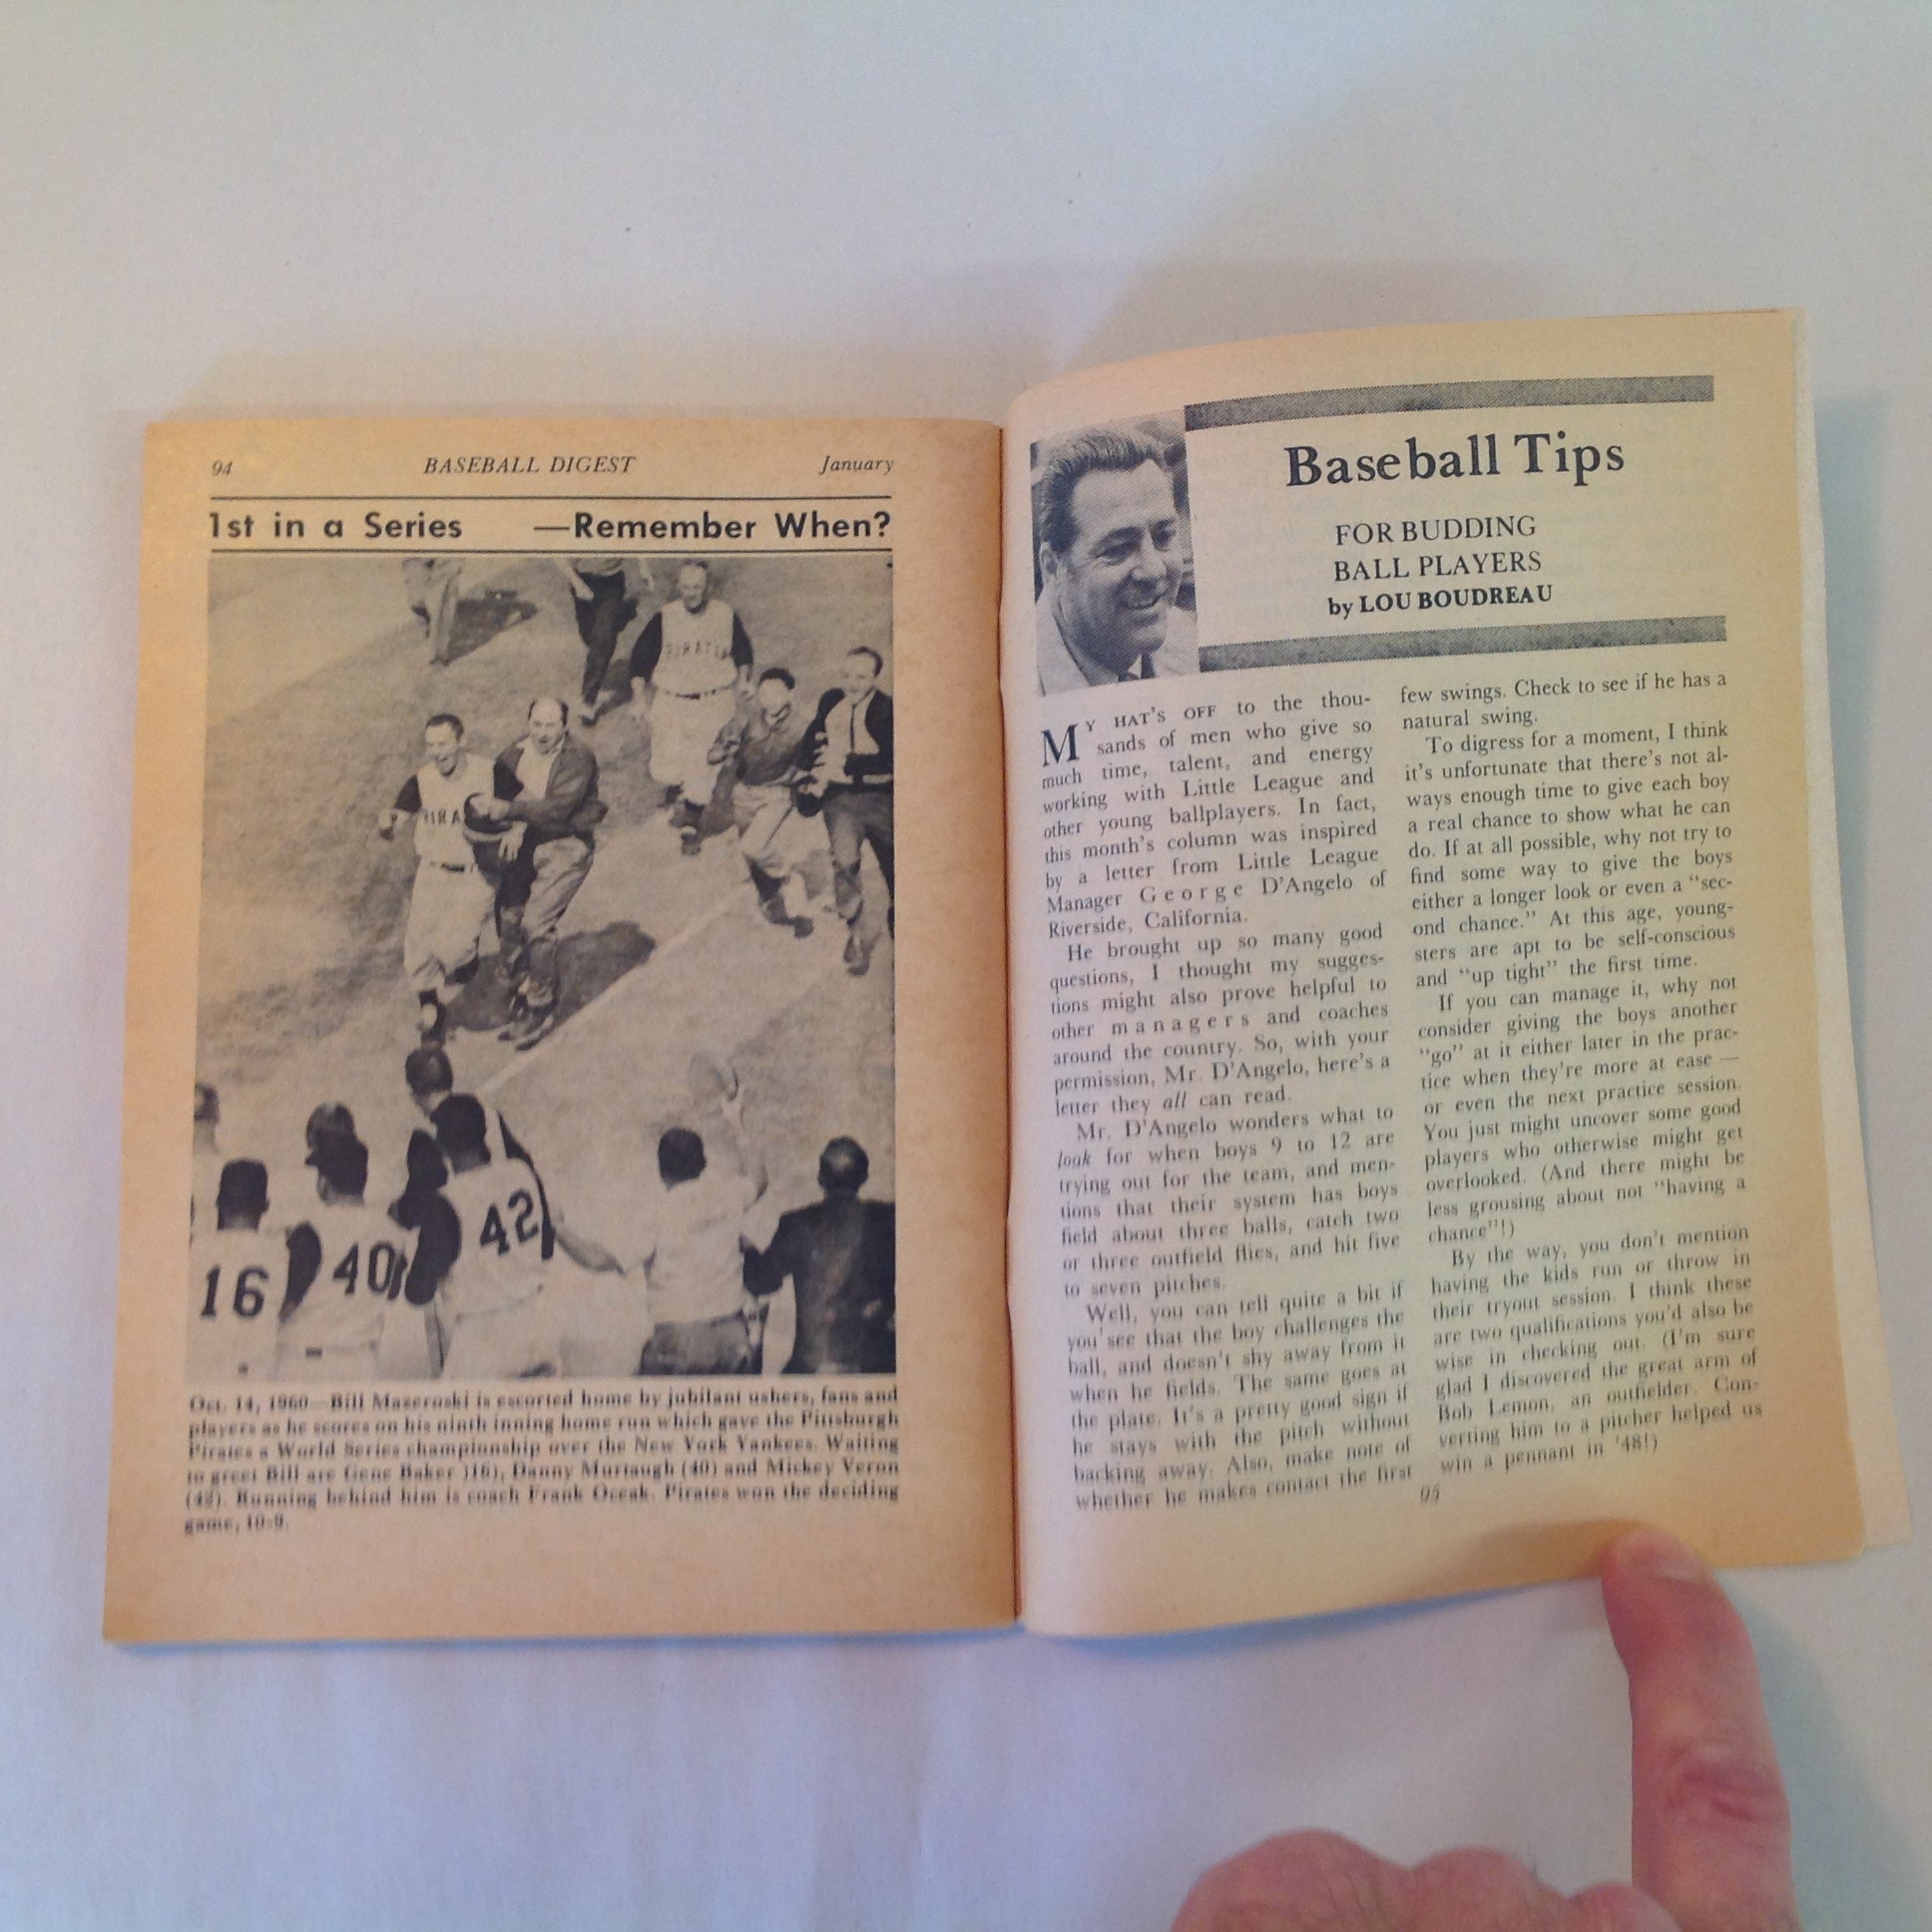 94 BASEBALL DIGEST January
1st in a Series —Remember When?
PIRATES
PIRA
16
40
42
Oct. 14, 1960—Bill Mazeroski is escorted home by jubilant ushers, fans and
players as he scores on his ninth inning home run which gave the Pittsburgh
Pirates a World Series championship over the New York Yankees. Waiting
to greet Bill are Gene Baker )16), Danny Murtaugh (40) and Mickey Veron
(42). Running behind him is coach Frank Oceak. Pirates won the deciding
game, 10-9.
Baseball Tips
FOR BUDDING
BALL PLAYERS
by LOU BOUDREAU
MY HAT'S OFF to the thou-
sands of men who give so
much time, talent, and energy
working with Little League and
other young ballplayers. In fact,
this month's column was inspired
by a letter from Little League
Manager George D'Angelo of
Riverside, California.
He brought up so many good
questions, I thought my sugges-
tions might also prove helpful to
other managers and coaches
around the country. So, with your
permission, Mr. D'Angelo, here's a
letter they all can read.
Mr. D'Angelo wonders what to
look for when boys 9 to 12 are
trying out for the team, and men-
tions that their system has boys
field about three balls, catch two
or three outfield flies, and hit five
to seven pitches.
Well, you can tell quite a bit if
you see that the boy challenges the
ball, and doesn't shy away from it
when he fields. The same goes at
the plate. It's a pretty good sign if
he stays with the pitch without
backing away. Also, make note of
whether he makes contact the first
few swings. Check to see if he has a
natural swing.
To digress for a moment, I think
it's unfortunate that there's not al-
ways enough time to give each boy
a real chance to show what he can
do. If at all possible, why not try to
find some way to give the boys
either a longer look or even a "sec-
ond chance." At this age, young-
sters are apt to be self-conscious
and "up tight" the first time.
If you can manage it, why not
consider giving the boys another
"go" at it either later in the prac-
tice when they're more at ease —
or even the next practice session.
You just might uncover some good
players who otherwise might get
overlooked. (And there might be
less grousing about not "having a
chance"!)
By the way, you don't mention
having the kids run or throw in
their tryout session. I think these
are two qualifications you'd also be
wise in checking out. (I'm sure
glad I discovered the great arm of
Bob Lemon, an outfielder. Con-
verting him to a pitcher helped us
win a pennant in '48!)
95